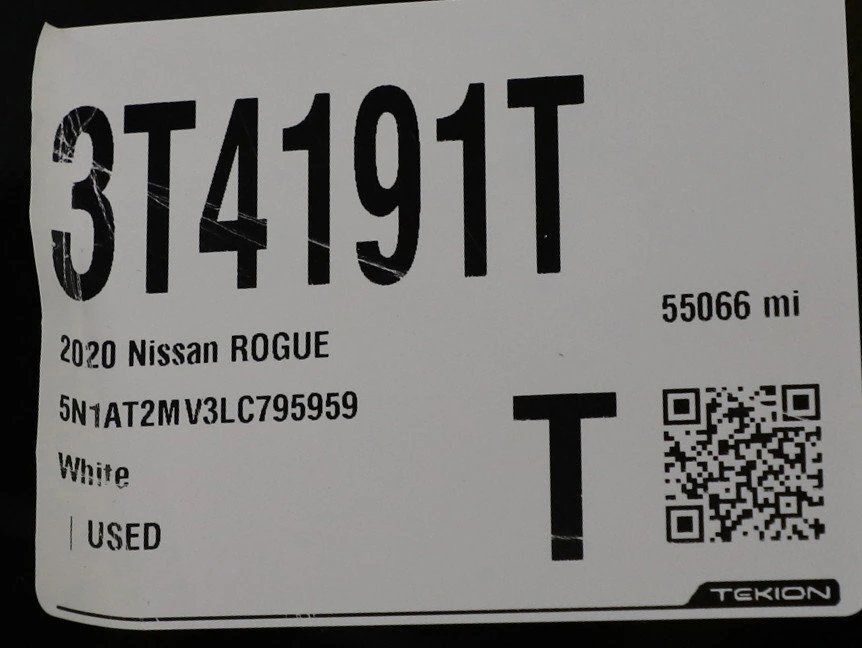 3T4191T
55066 mi
2020 Nissan ROGUE
5N1AT2MV3LC795959
White
| USED
T
TEKION